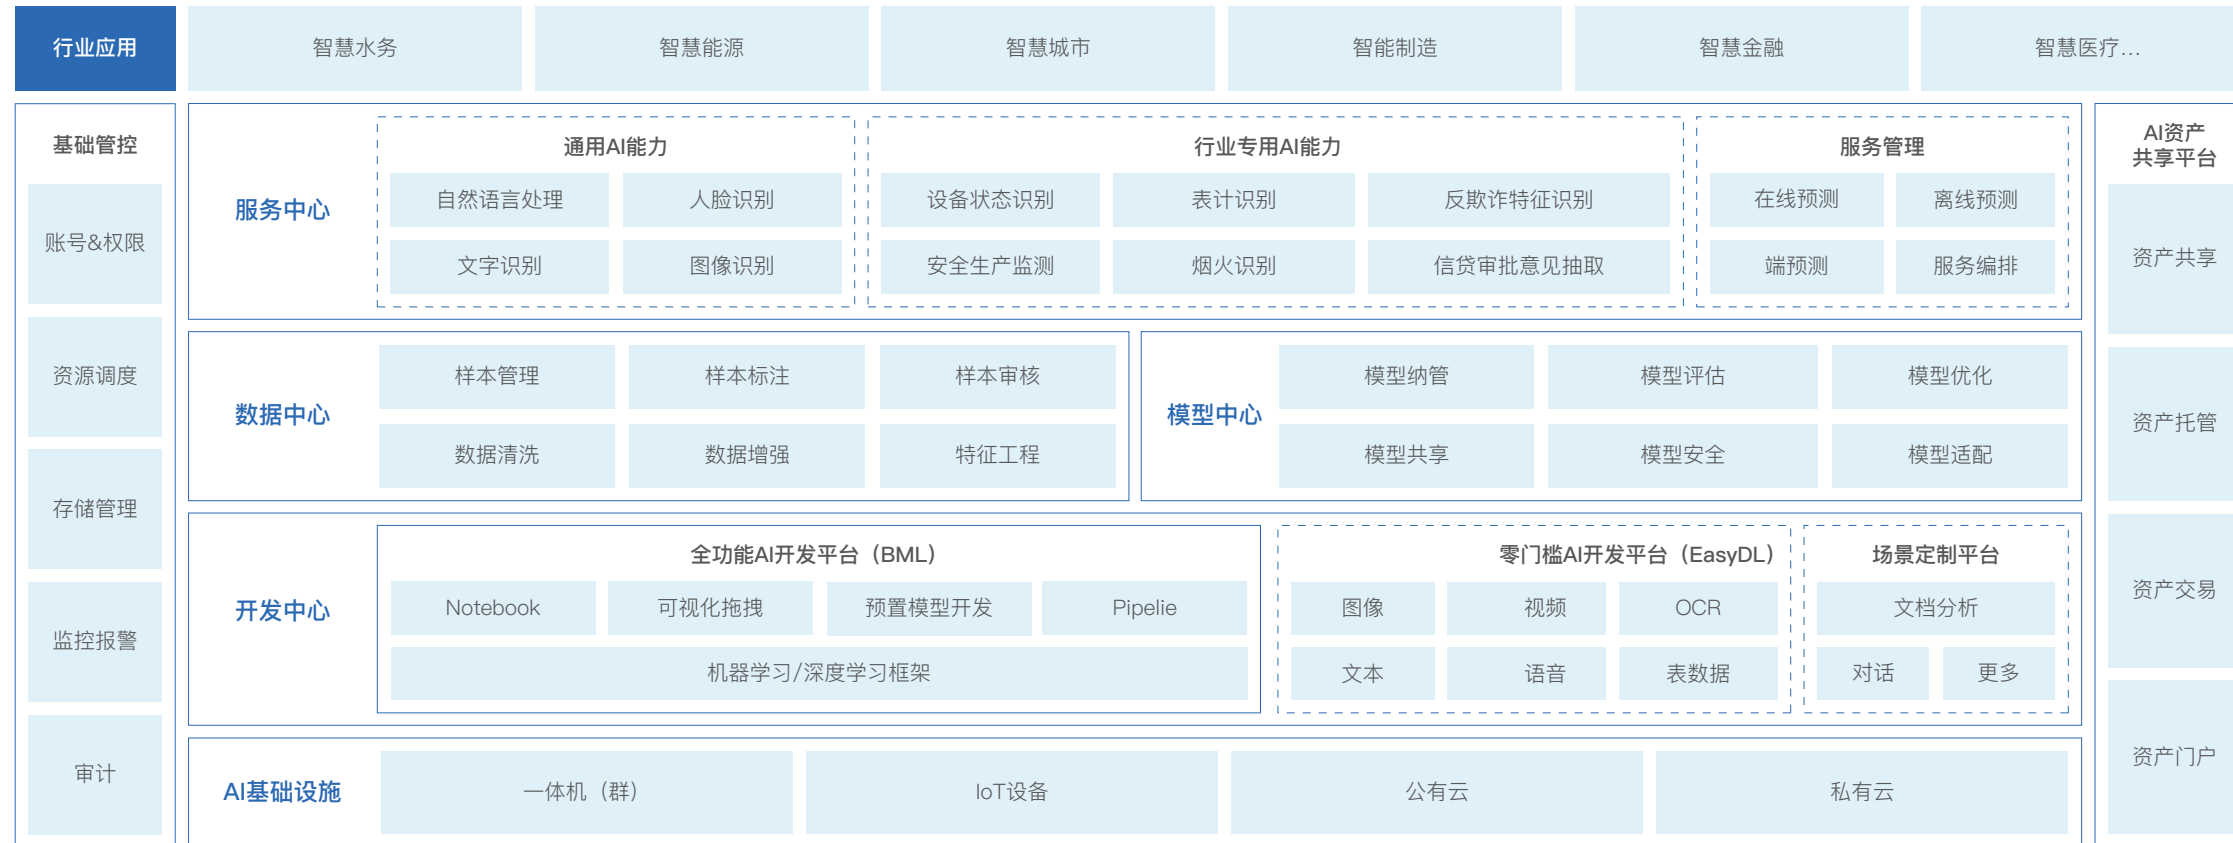 行业应用
智慧水务
智慧能源
智慧城市
智能制造
智慧金融
智慧医疗...
基础管控
账号&权限
资源调度
存储管理
监控报警
审计
服务中心
通用AI能力
自然语言处理
人脸识别
文字识别
图像识别
行业专用AI能力
设备状态识别
表计识别
反欺诈特征识别
安全生产监测
烟火识别
信贷审批意见抽取
服务管理
在线预测
离线预测
端预测
服务编排
数据中心
样本管理
样本标注
样本审核
数据清洗
数据增强
特征工程
模型中心
模型纳管
模型评估
模型优化
模型共享
模型安全
模型适配
开发中心
全功能AI开发平台（BML）
Notebook
可视化拖拽
预置模型开发
Pipelie
机器学习/深度学习框架
零门槛AI开发平台（EasyDL）
图像
视频
OCR
文本
语音
表数据
场景定制平台
文档分析
对话
更多
AI基础设施
一体机（群）
IoT设备
公有云
私有云
AI资产
共享平台
资产共享
资产托管
资产交易
资产门户